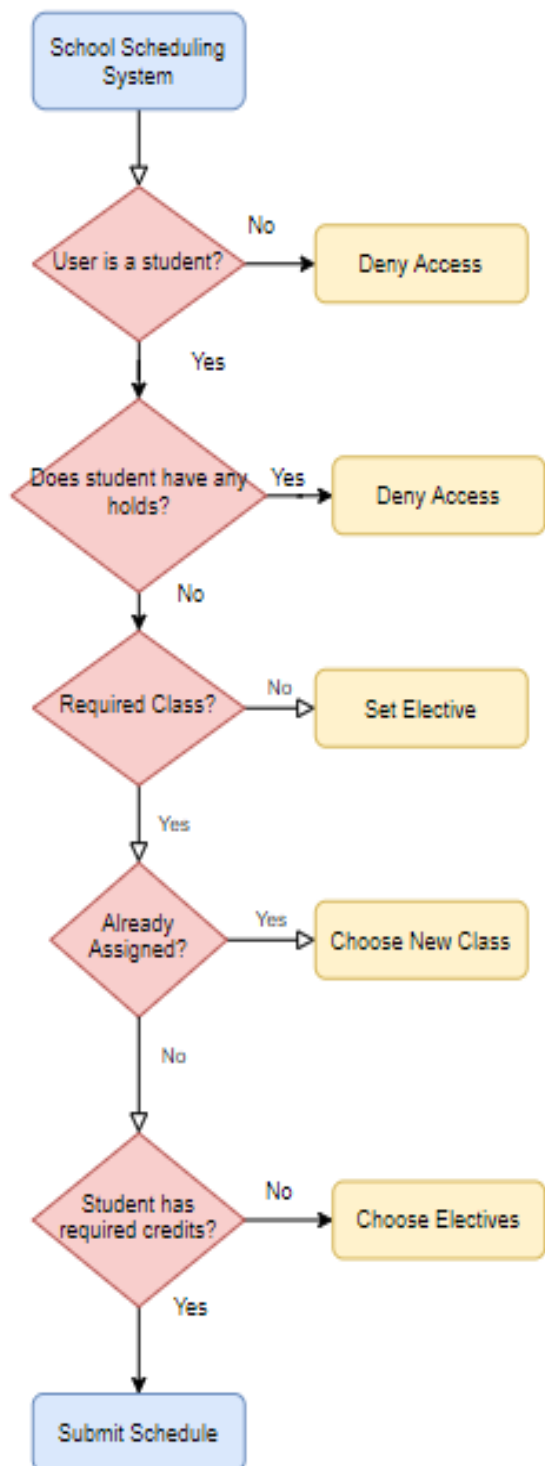 School Scheduling
System
No
User is a student?
Deny Access
Yes
Does student have any
holds?
Yes
Deny Access
No
Required Class?
No
Set Elective
Yes
Already
Assigned?
Yes
Choose New Class
No
Student has
required credits?
No
Choose Electives
Yes
Submit Schedule